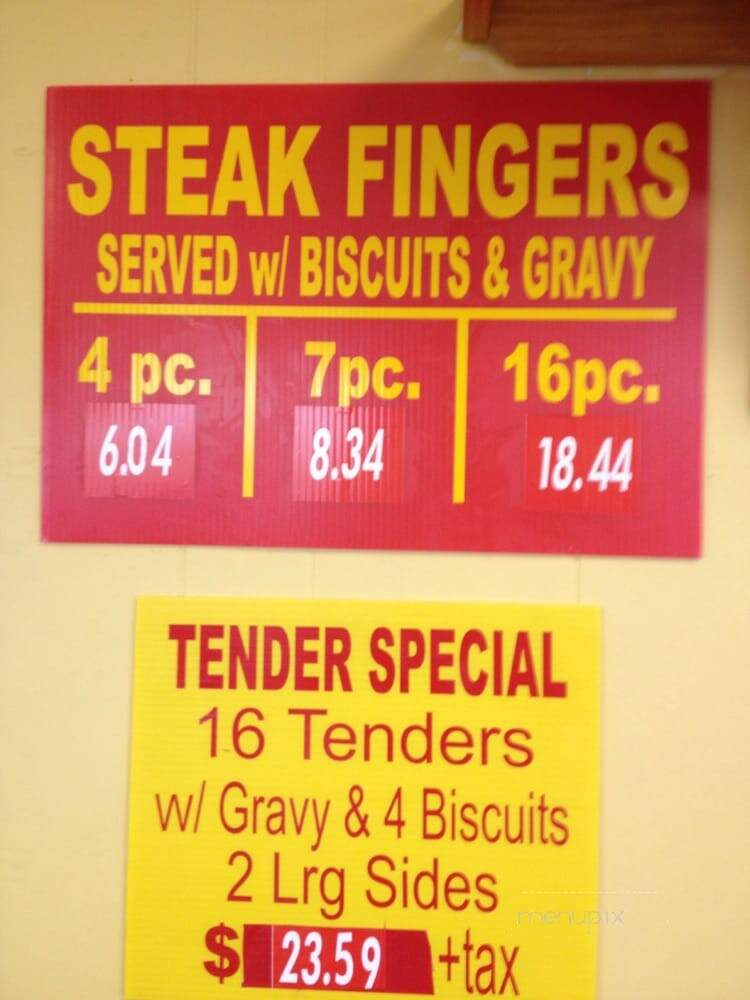 STEAK FINGERS
SERVED w/ BISCUITS & GRAVY
4 pc. 7pc. 16pc.
6.04 8.34 18.44
TENDER SPECIAL
16 Tenders
w/ Gravy & 4 Biscuits
2 Lrg Sides
menupix
$ 23.59 +tax